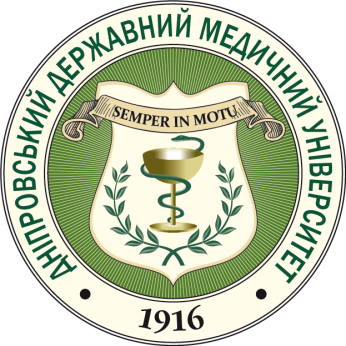 ДНІПРОВСЬКИЙ ДЕРЖАВНИЙ МЕДИЧНИЙ УНІВЕРСИТЕТ
SEMPER IN MOTU
1916